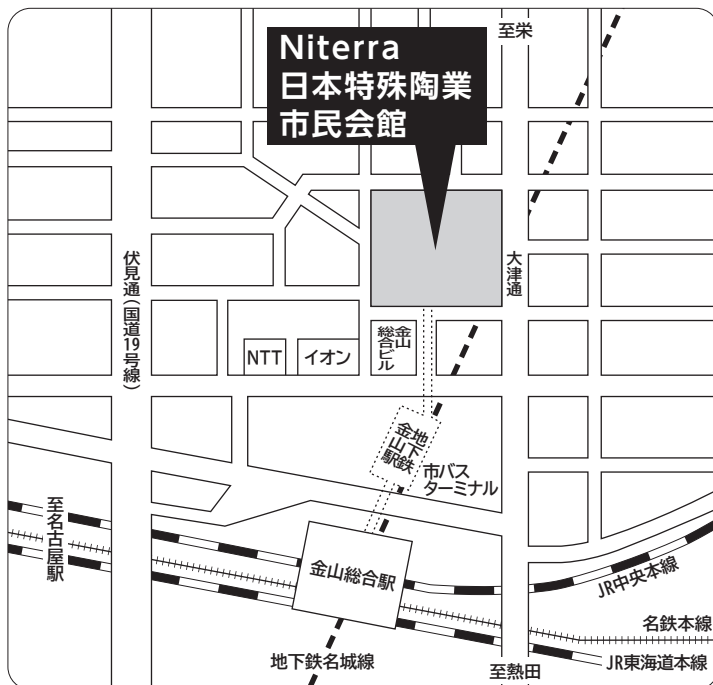 至栄
Niterra
日本特殊陶業
市民会館
伏見通(国道19号線)
大津通
NTT
イオン
金山
総合ビル
地下鉄
金山駅
市バス
ターミナル
至名古屋駅
金山総合駅
JR中央本線
名鉄本線
地下鉄名城線
至熱田
JR東海道本線